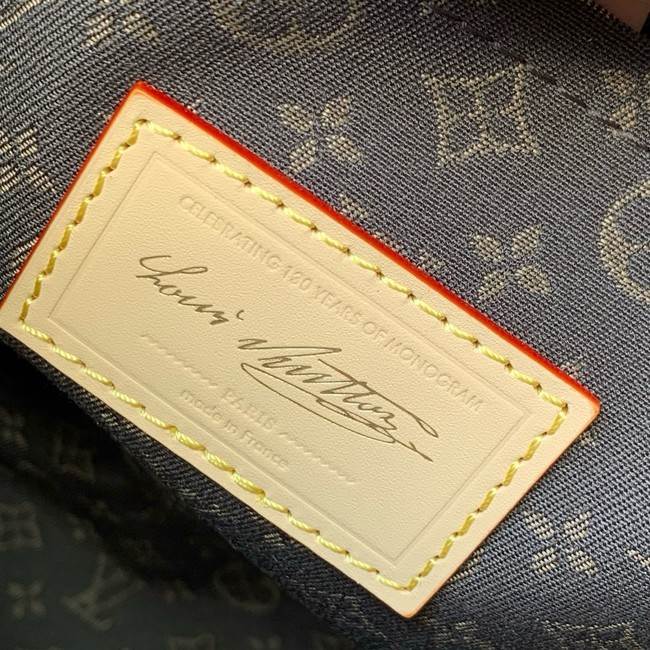 CELEBRATING 130 YEARS OF MONOGRAM
Louis Vuitton
PARIS
made in France